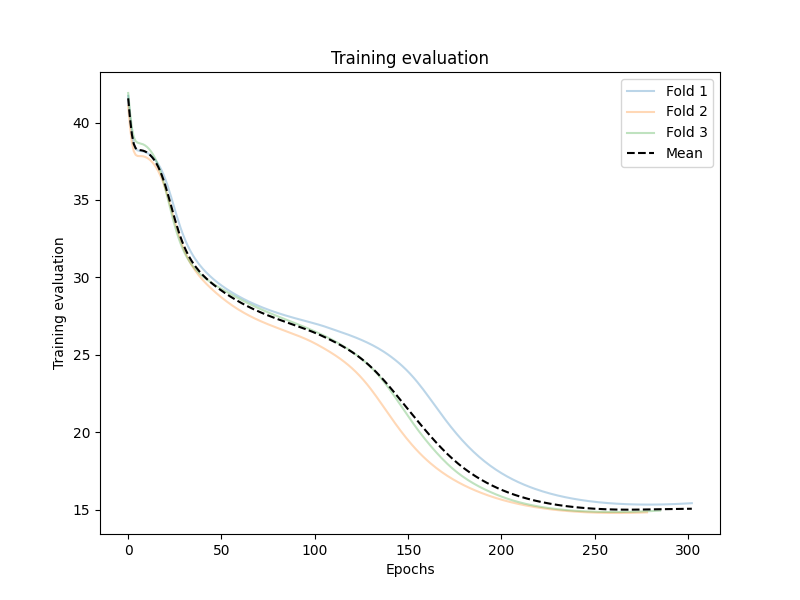 Training evaluation
Fold 1
Fold 2
Fold 3
Mean
Training evaluation
40
35
30
25
20
15
0 50 100 150 200 250 300
Epochs